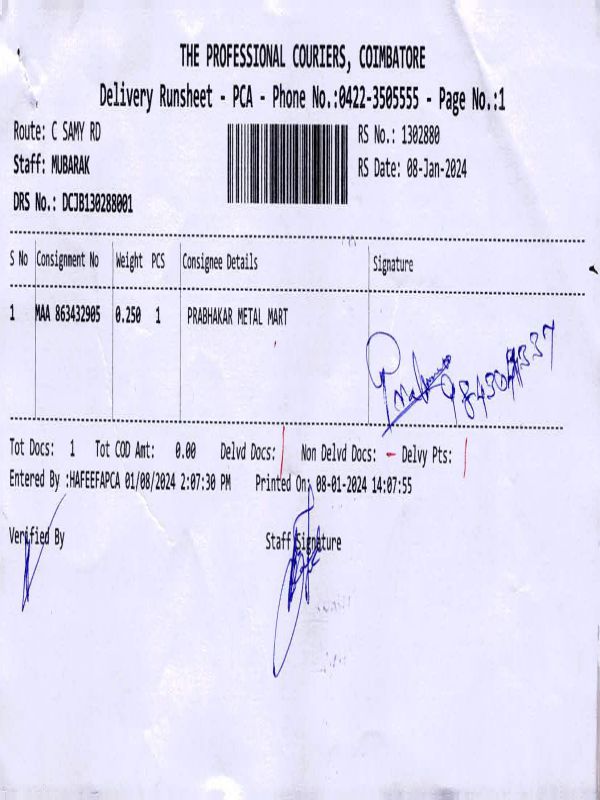 THE PROFESSIONAL COURIERS, COIMBATORE
Delivery Runsheet - PCA - Phone No.:0422-3505555 - Page No.:1
Route: C SAMY RD RS No.: 1302880
Staff: MUBARAK RS Date: 08-Jan-2024
DRS No.: DCJB130288001
S No Consignment No Weight PCS Consignee Details Signature
1 MAA 863432905 0.250 1 PRABHAKAR METAL MART
Tot Docs: 1 Tot COD Amt: 0.00 Delvd Docs: | Non Delvd Docs: - Delvy Pts: |
Entered By :HAFEEFAPCA 01/08/2024 2:07:30 PM Printed On: 08-01-2024 14:07:55
Verified By Staff Signature